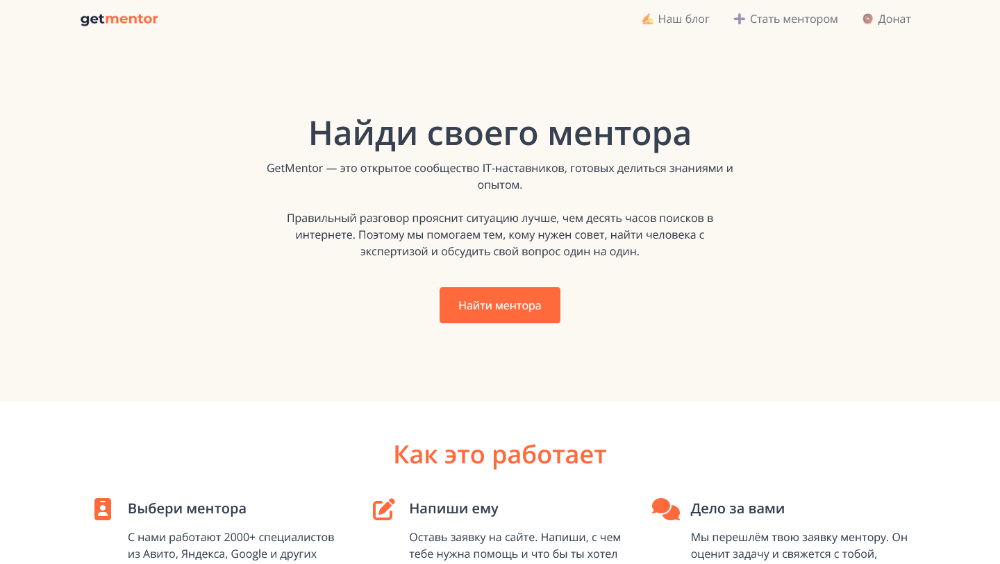 getmentor
✍️ Наш блог
➕ Стать ментором
🍩 Донат
Найди своего ментора
GetMentor — это открытое сообщество IT-наставников, готовых делиться знаниями и
опытом.
Правильный разговор прояснит ситуацию лучше, чем десять часов поисков в
интернете. Поэтому мы помогаем тем, кому нужен совет, найти человека с
экспертизой и обсудить свой вопрос один на один.
Найти ментора
Как это работает
Выбери ментора
С нами работают 2000+ специалистов
из Авито, Яндекса, Google и других
Напиши ему
Оставь заявку на сайте. Напиши, с чем
тебе нужна помощь и что бы ты хотел
Дело за вами
Мы перешлём твою заявку ментору. Он
оценит задачу и свяжется с тобой,